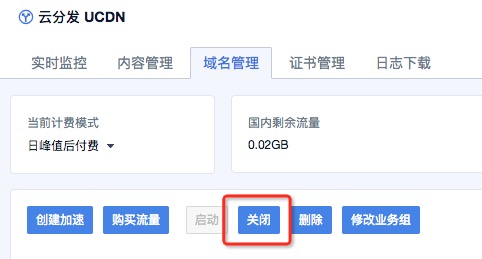 云分发 UCDN
实时监控 内容管理 域名管理 证书管理 日志下载
当前计费模式 国内剩余流量
日峰值后付费 0.02GB
创建加速 购买流量 启动 关闭 删除 修改业务组